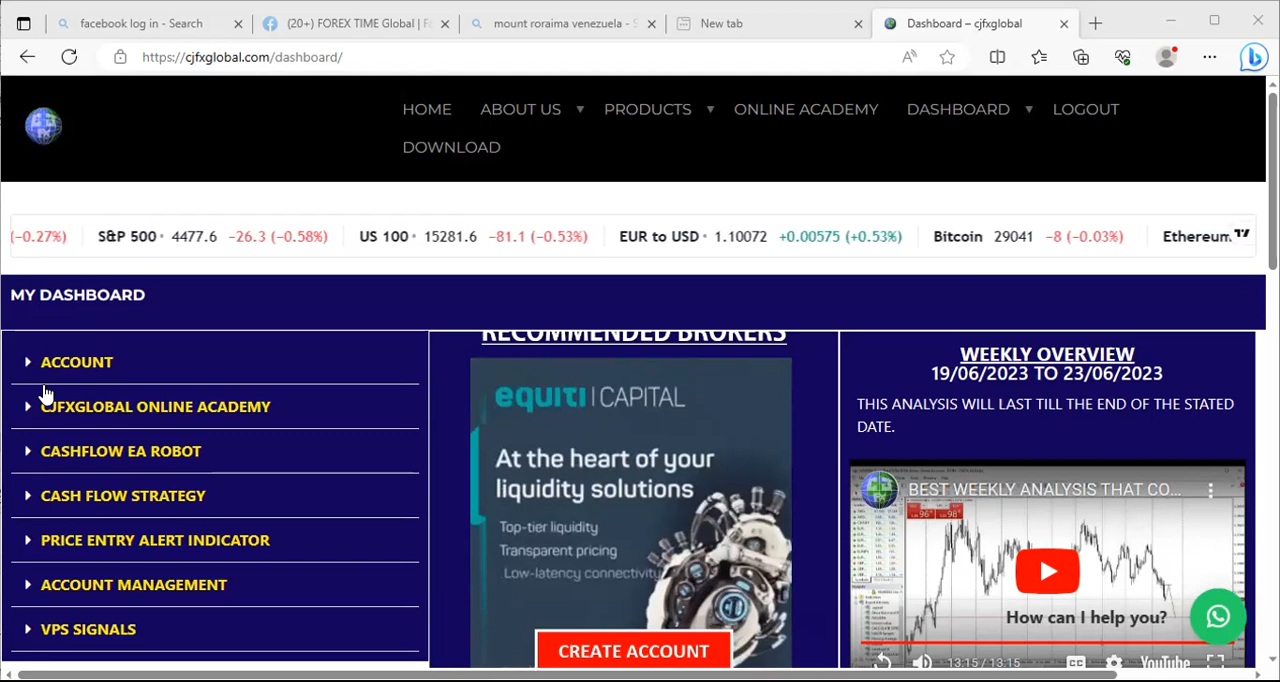 facebook log in - Search
(20+) FOREX TIME Global | F
mount roraima venezuela - S
New tab
Dashboard – cjfxglobal.com
https://cjfxglobal.com/dashboard/
HOME ABOUT US PRODUCTS ONLINE ACADEMY DASHBOARD LOGOUT
DOWNLOAD
(−0.27%) S&P 500 • 4477.6 −26.3 (−0.58%) US 100 • 15281.6 −81.1 (−0.53%) EUR to USD • 1.10072 +0.00575 (+0.53%) Bitcoin 29041 −8 (−0.03%) Ethereum
MY DASHBOARD
ACCOUNT
CJFXGLOBAL ONLINE ACADEMY
CASHFLOW EA ROBOT
CASH FLOW STRATEGY
PRICE ENTRY ALERT INDICATOR
ACCOUNT MANAGEMENT
VPS SIGNALS
RECOMMENDED BROKERS
equiti | CAPITAL
At the heart of your
liquidity solutions
Top-tier liquidity
Transparent pricing
Low-latency connectivity
CREATE ACCOUNT
WEEKLY OVERVIEW
19/06/2023 TO 23/06/2023
THIS ANALYSIS WILL LAST TILL THE END OF THE STATED
DATE.
BEST WEEKLY ANALYSIS THAT CO...
How can I help you?
13:15 / 13:15 CC YouTube